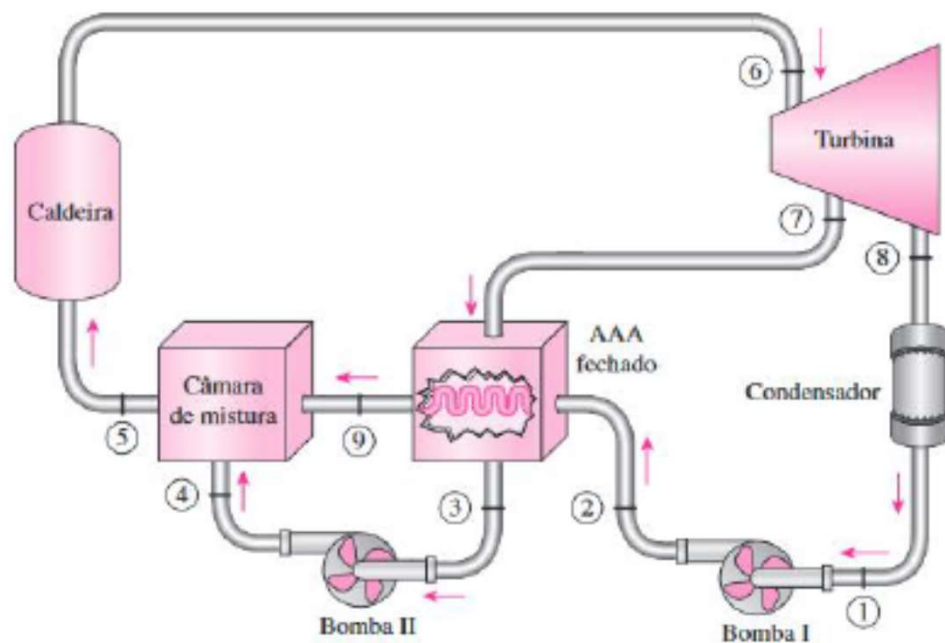 6
Turbina
Caldeira
7
8
AAA
fechado
Câmara
de mistura
Condensador
5
9
4
3
2
Bomba II
Bomba I
1